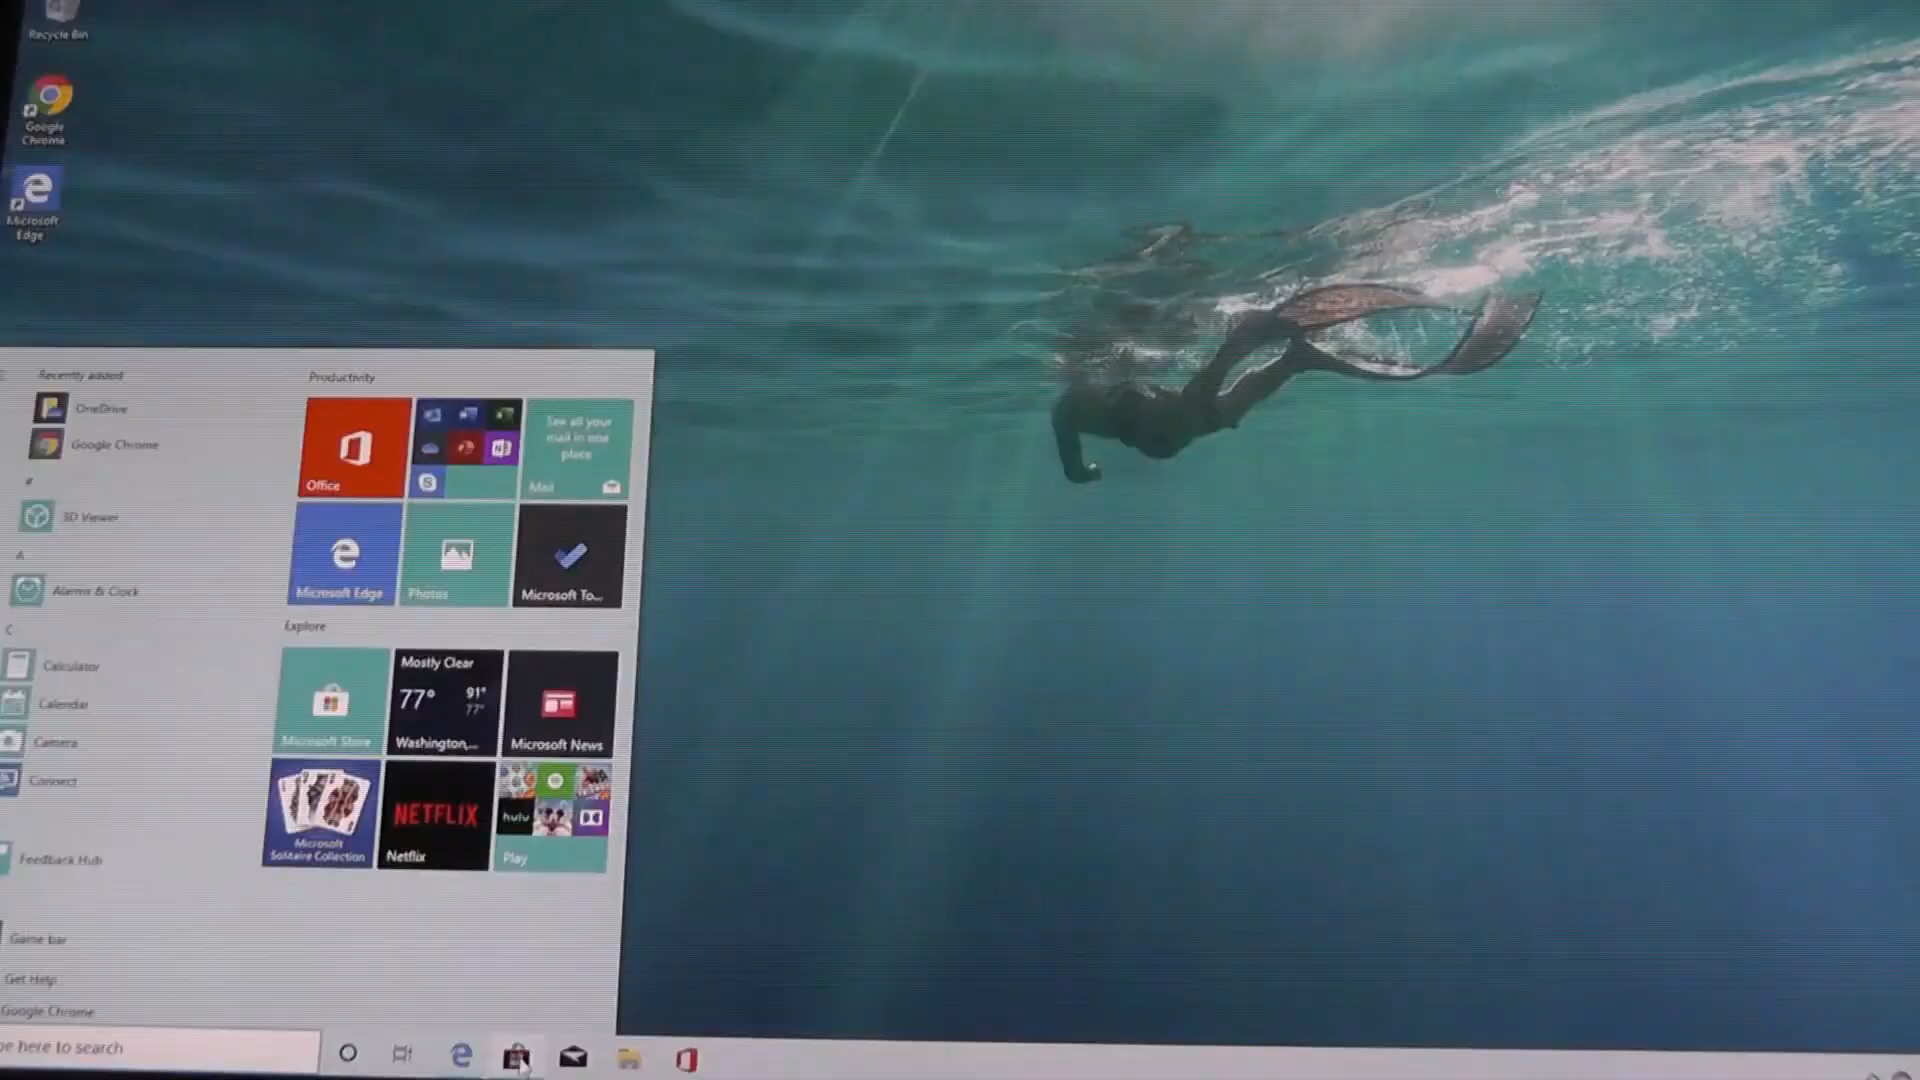 Recycle Bin
Google
Chrome
Microsoft
Edge
Recently added
OneDrive
Google Chrome
#
3D Viewer
A
Alarms & Clock
C
Calculator
Calendar
Camera
Connect
Feedback Hub
Game bar
Get Help
Google Chrome
Productivity
Office
See all your
mail in one
place
Mail
Microsoft Edge
Photos
Microsoft To...
Explore
Microsoft Store
Mostly Clear
77° 91°
77°
Washington,...
Microsoft News
Microsoft
Solitaire Collection
NETFLIX
Netflix
hulu
Play
here to search